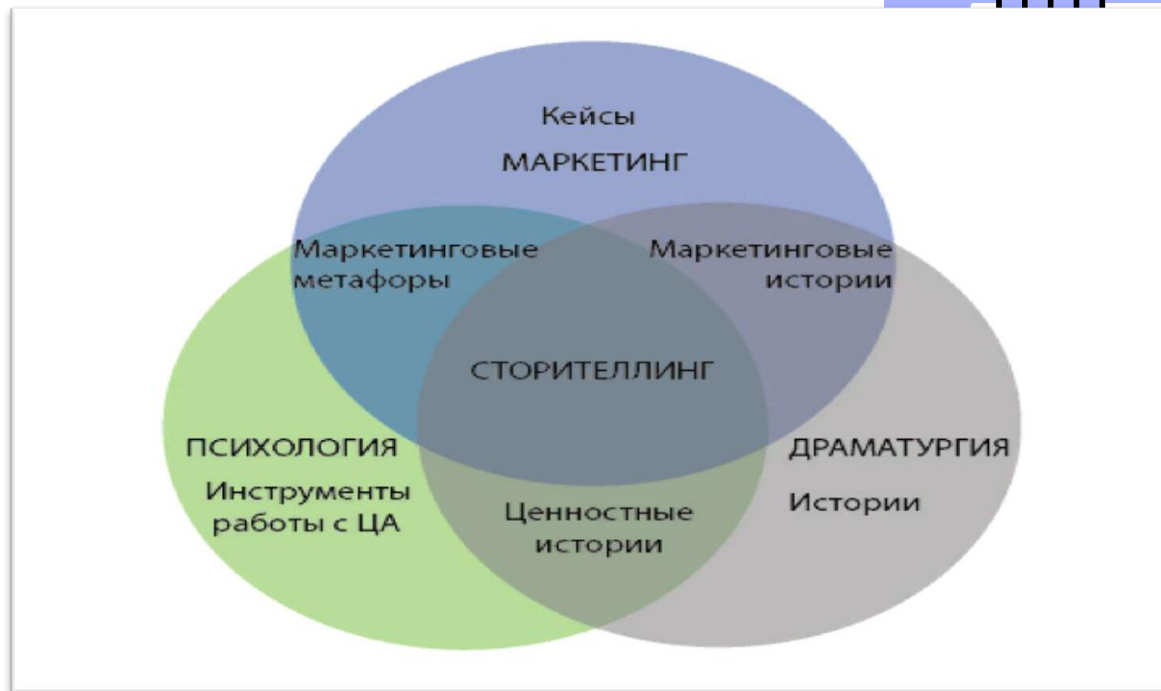 Кейсы
МАРКЕТИНГ
Маркетинговые
метафоры
Маркетинговые
истории
СТОРИТЕЛЛИНГ
ПСИХОЛОГИЯ
Инструменты
работы с ЦА
ДРАМАТУРГИЯ
Истории
Ценностные
истории